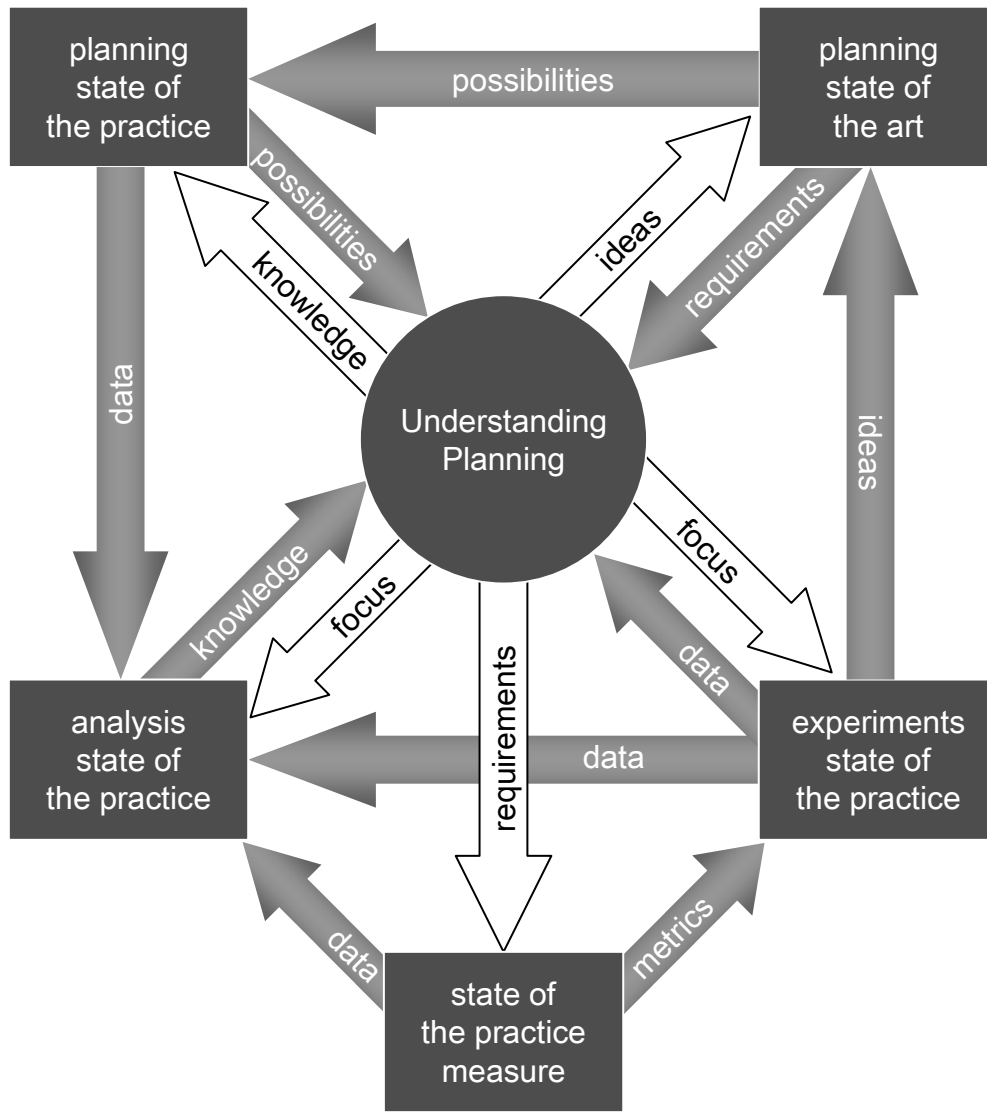 planning
state of
the practice
possibilities
planning
state of
the art
possibilities
knowledge
ideas
requirements
data
ideas
Understanding
Planning
knowledge
focus
requirements
focus
data
analysis
state of
the practice
data
experiments
state of
the practice
data
metrics
state of
the practice
measure